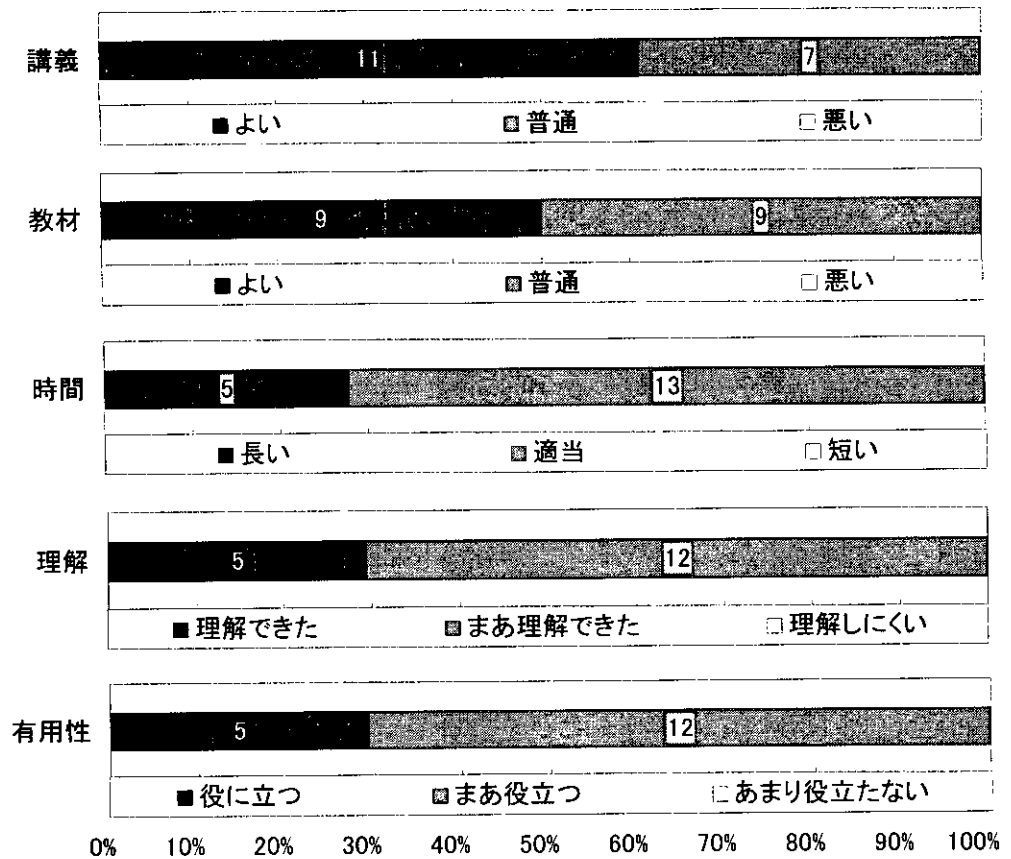 講義 11 7
■よい ■普通 □悪い
教材 9 9
■よい ■普通 □悪い
時間 5 13
■長い ■適当 □短い
理解 5 12
■理解できた ■まあ理解できた □理解しにくい
有用性 5 12
■役に立つ ■まあ役立つ □あまり役立たない
0% 10% 20% 30% 40% 50% 60% 70% 80% 90% 100%